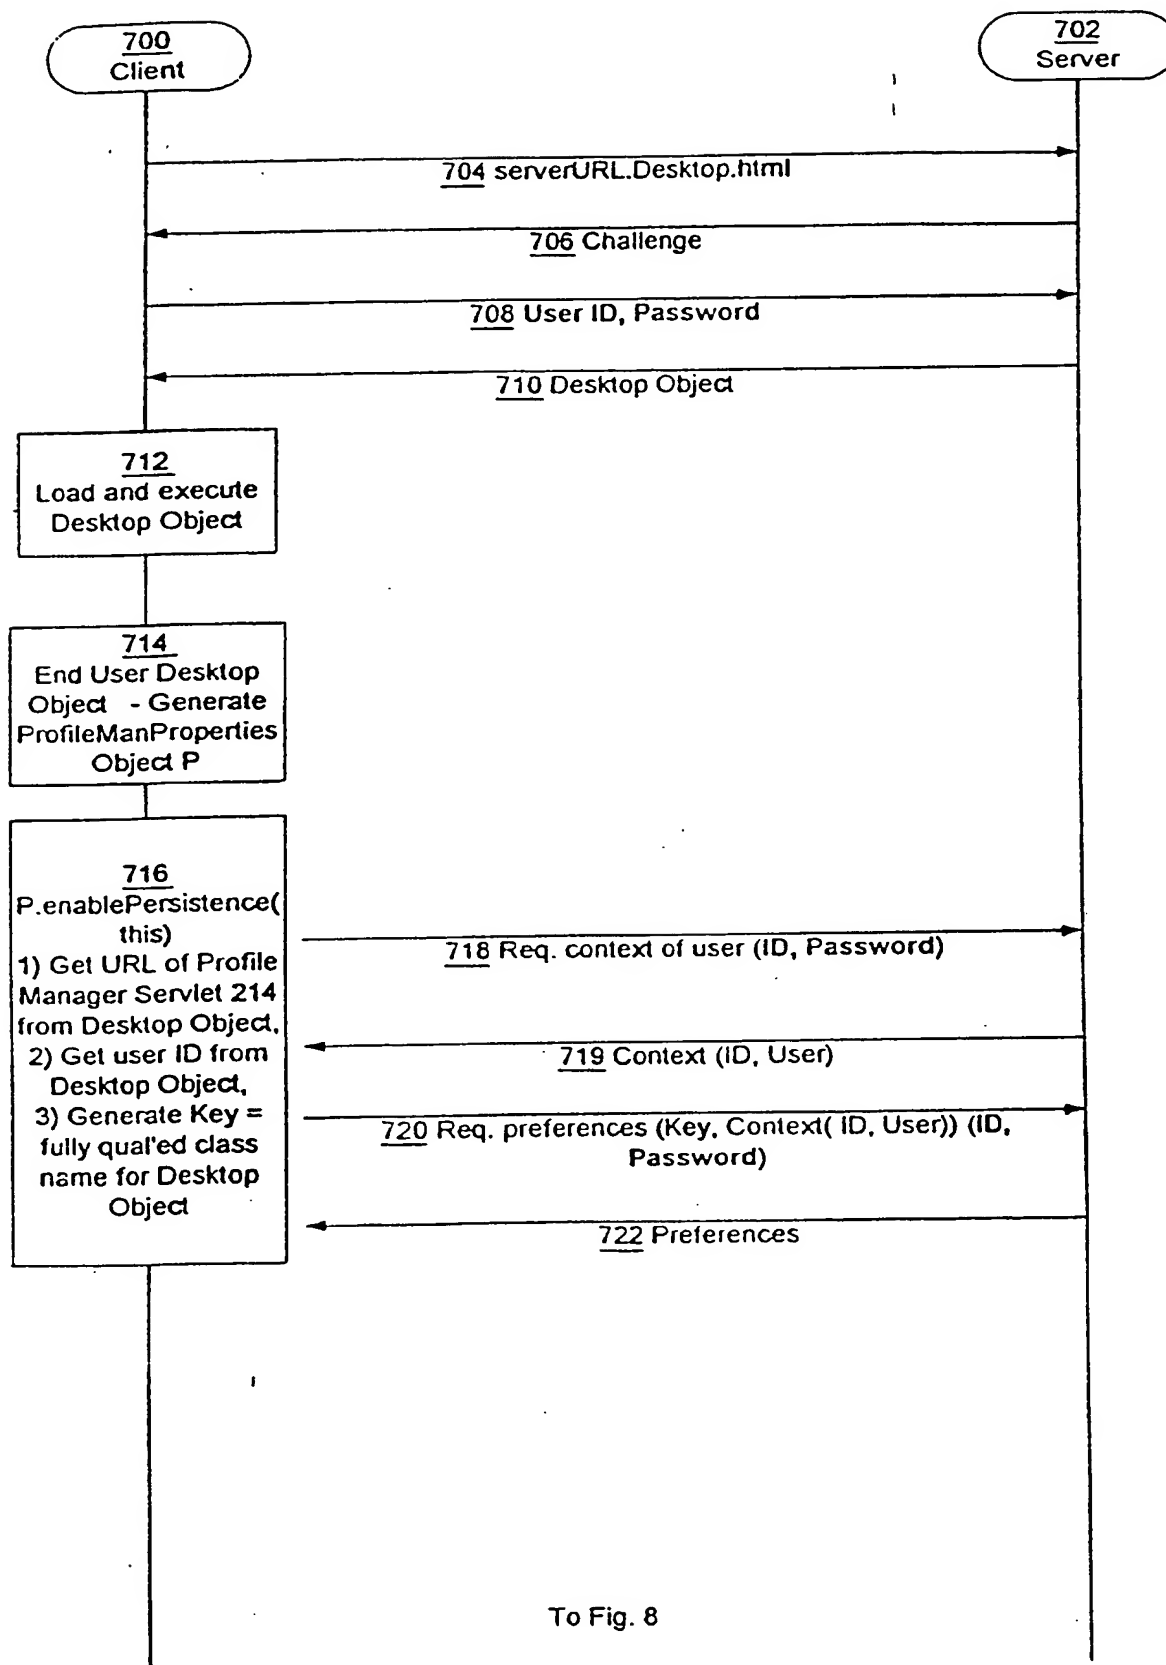 700
Client
702
Server
704 serverURL.Desktop.html
706 Challenge
708 User ID, Password
710 Desktop Object
712
Load and execute
Desktop Object
714
End User Desktop
Object - Generate
ProfileManProperties
Object P
716
P.enablePersistence(
this)
1) Get URL of Profile
Manager Servlet 214
from Desktop Object,
2) Get user ID from
Desktop Object,
3) Generate Key =
fully qual'ed class
name for Desktop
Object
718 Req. context of user (ID, Password)
719 Context (ID, User)
720 Req. preferences (Key, Context( ID, User)) (ID,
Password)
722 Preferences
To Fig. 8